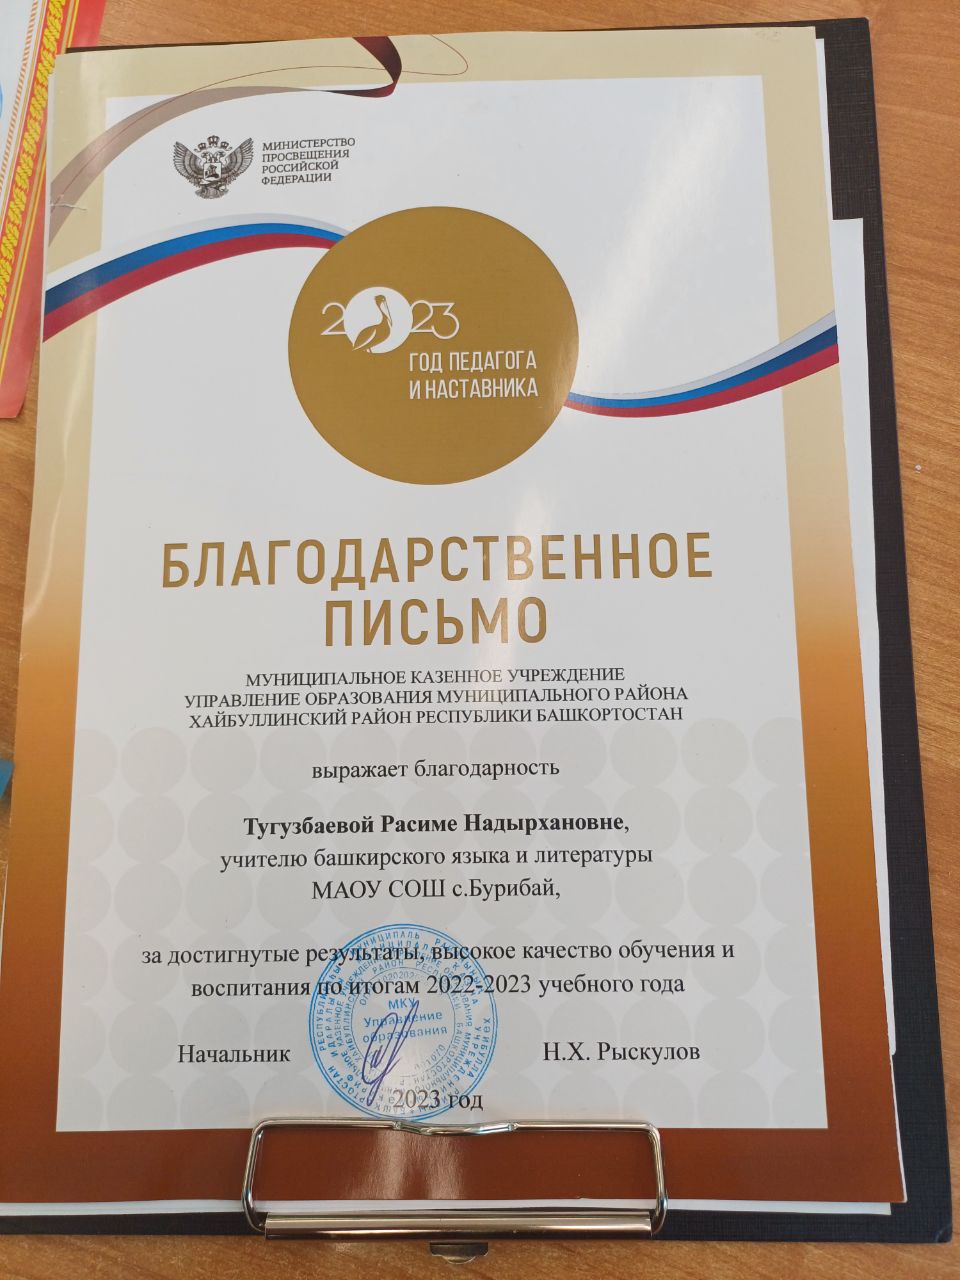 МИНИСТЕРСТВО
ПРОСВЕЩЕНИЯ
РОССИЙСКОЙ
ФЕДЕРАЦИИ
2023
ГОД ПЕДАГОГА
И НАСТАВНИКА
БЛАГОДАРСТВЕННОЕ
ПИСЬМО
МУНИЦИПАЛЬНОЕ КАЗЕННОЕ УЧРЕЖДЕНИЕ
УПРАВЛЕНИЕ ОБРАЗОВАНИЯ МУНИЦИПАЛЬНОГО РАЙОНА
ХАЙБУЛЛИНСКИЙ РАЙОН РЕСПУБЛИКИ БАШКОРТОСТАН
выражает благодарность
Тугузбаевой Расиме Надырхановне,
учителю башкирского языка и литературы
МАОУ СОШ с.Бурибай,
за достигнутые результаты, высокое качество обучения и
воспитания по итогам 2022-2023 учебного года
МКУ
Управление
образования
Начальник
Н.Х. Рыскулов
2023 год